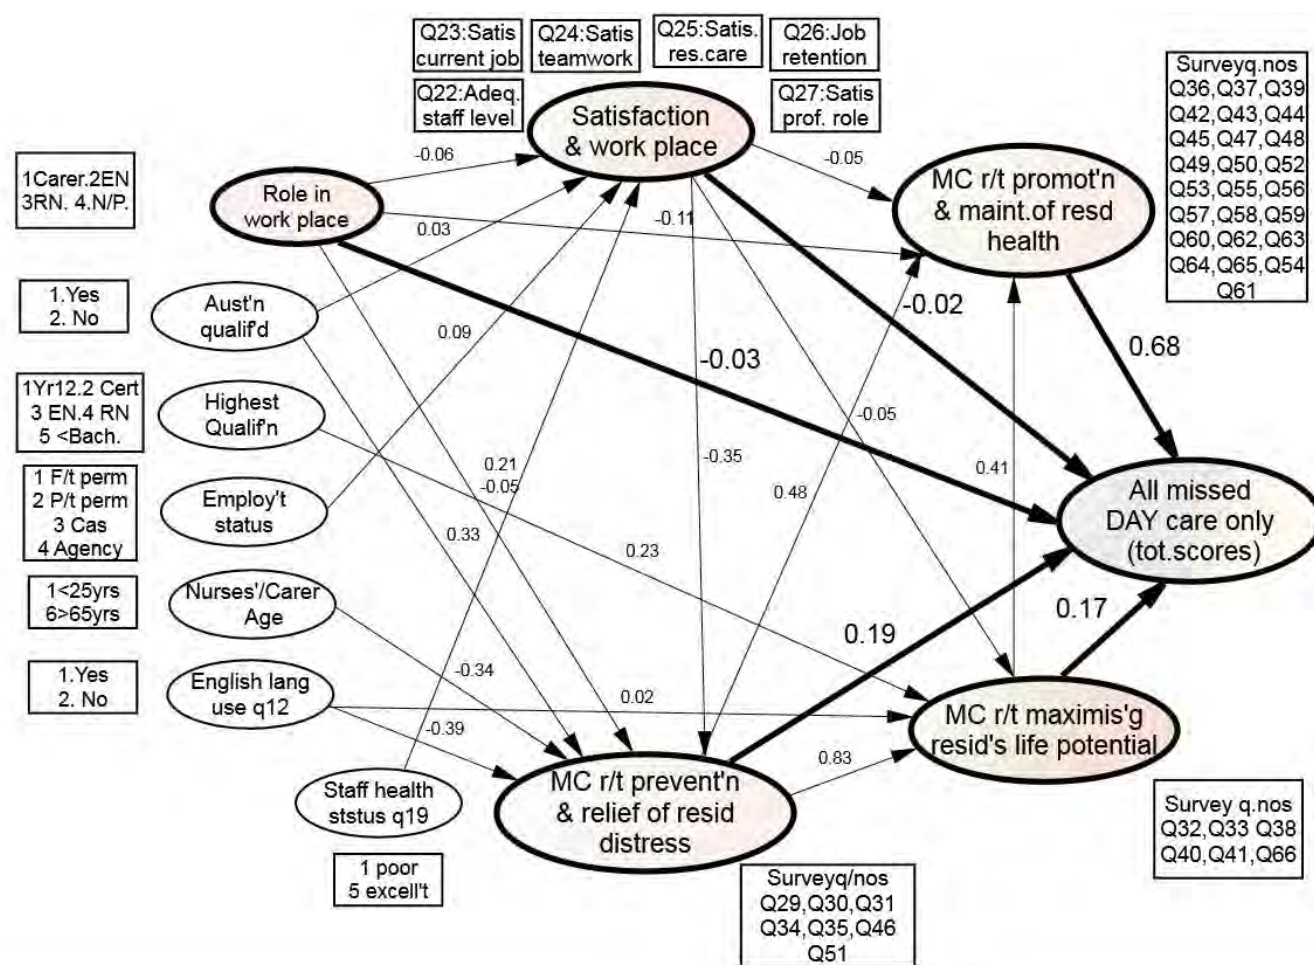 Q23:Satis
current job
Q24:Satis
teamwork
Q25:Satis.
res.care
Q26:Job
retention
Q22:Adeq.
staff level
Q27:Satis
prof. role
Satisfaction
& work place
Surveyq.nos
Q36,Q37,Q39
Q42,Q43,Q44
Q45,Q47,Q48
Q49,Q50,Q52
Q53,Q55,Q56
Q57,Q58,Q59
Q60,Q62,Q63
Q64,Q65,Q54
Q61
1Carer.2EN
3RN. 4.N/P.
Role in
work place
-0.06
-0.05
MC r/t promot'n
& maint.of resd
health
0.03
-0.11
1.Yes
2. No
Aust'n
qualif'd
0.09
-0.02
-0.03
0.68
1Yr12.2 Cert
3 EN.4 RN
5 <Bach.
Highest
Qualif'n
-0.05
0.21
-0.05
-0.35
0.41
0.48
1 F/t perm
2 P/t perm
3 Cas
4 Agency
Employ't
status
All missed
DAY care only
(tot.scores)
0.33
0.23
1<25yrs
6>65yrs
Nurses'/Carer
Age
0.19
0.17
-0.34
1.Yes
2. No
English lang
use q12
0.02
-0.39
MC r/t maximis'g
resid's life potential
0.83
Staff health
ststus q19
MC r/t prevent'n
& relief of resid
distress
1 poor
5 excell't
Survey q.nos
Q32,Q33 Q38
Q40,Q41,Q66
Surveyq/nos
Q29,Q30,Q31
Q34,Q35,Q46
Q51